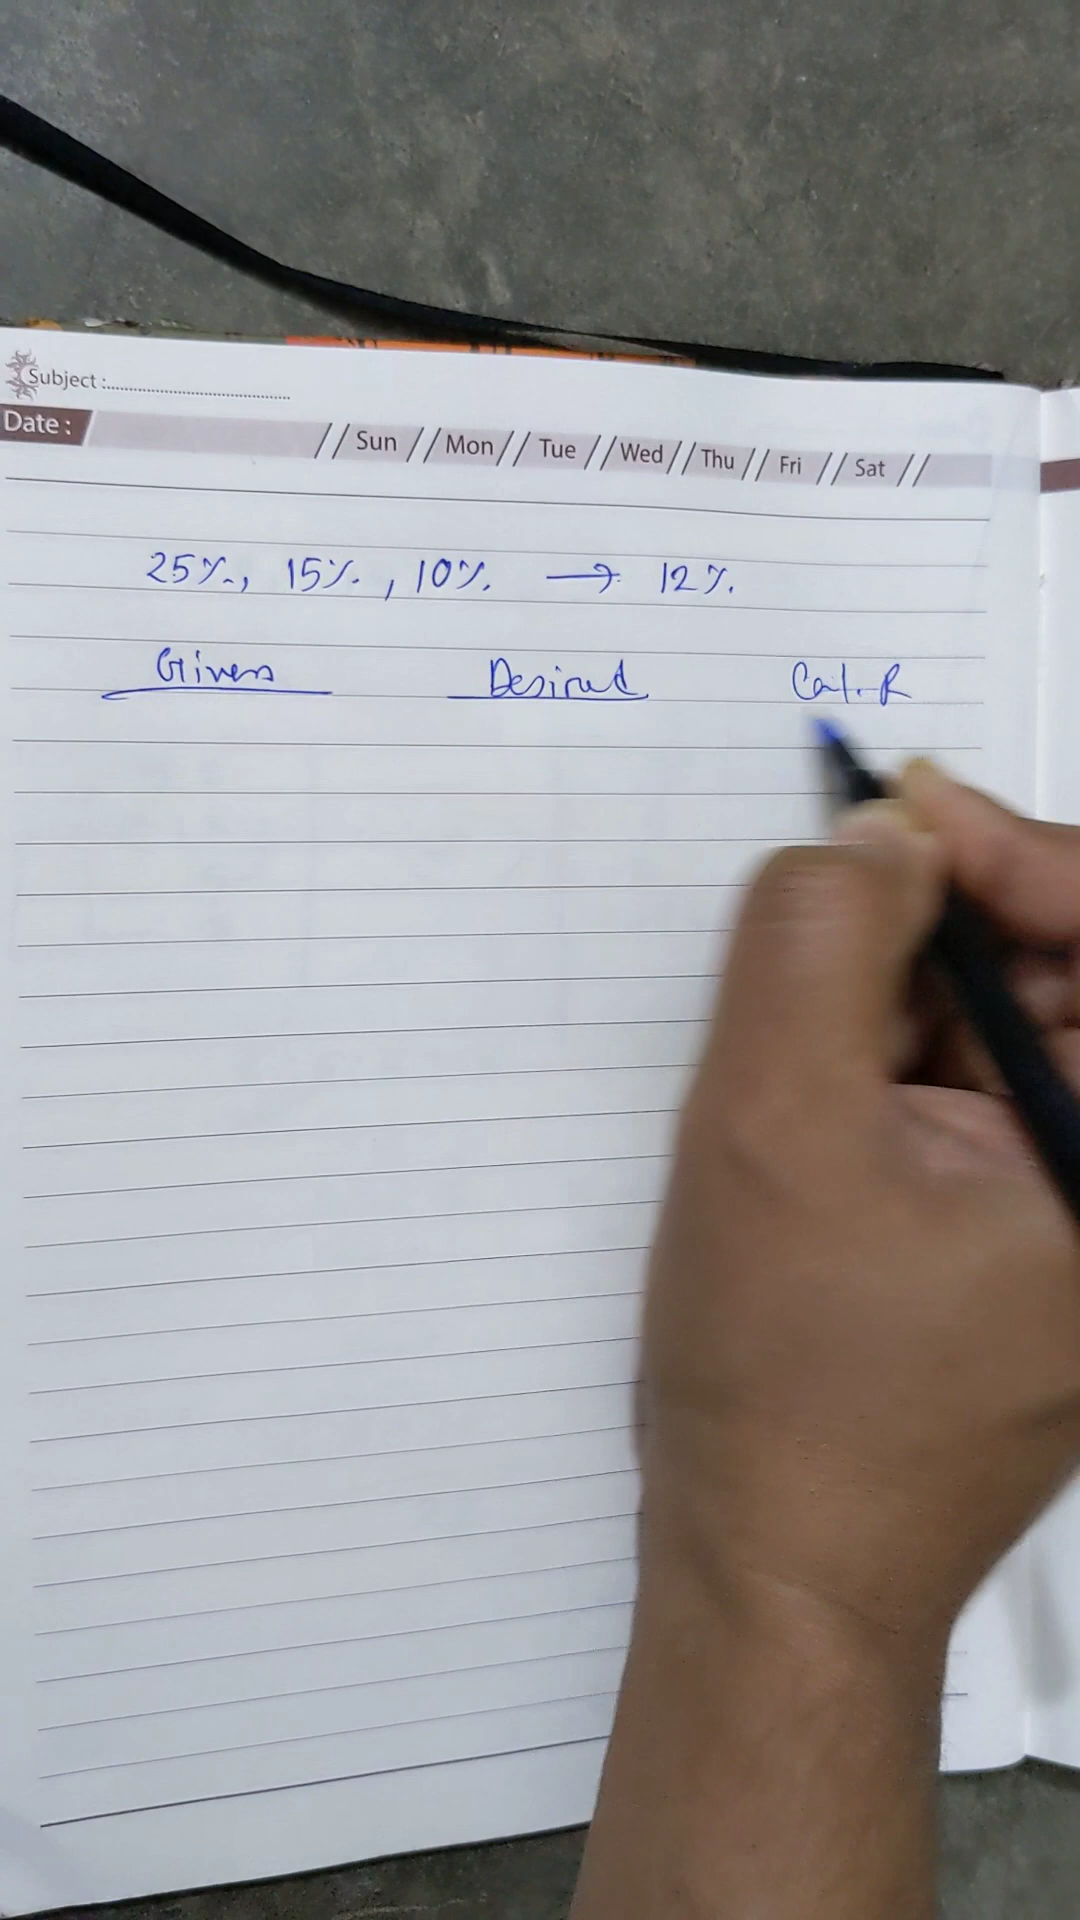 Subject :
Date :
// Sun // Mon // Tue // Wed // Thu // Fri // Sat //
25%, 15%, 10% → 12%
Given Desired Cal. R